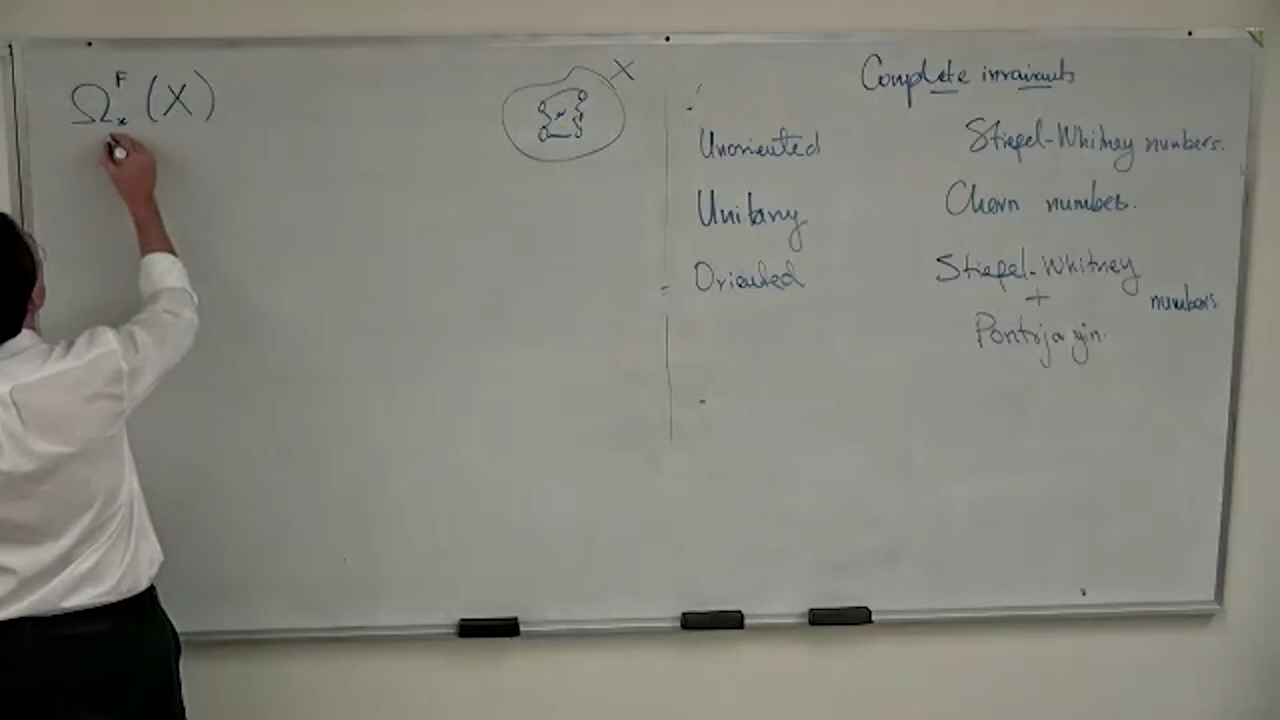 Ω^F_* (X)
X
Complete invariants
Unoriented Stiefel-Whitney numbers.
Unitary Chern numbers.
Oriented Stiefel-Whitney
+ numbers
Pontrjagin.